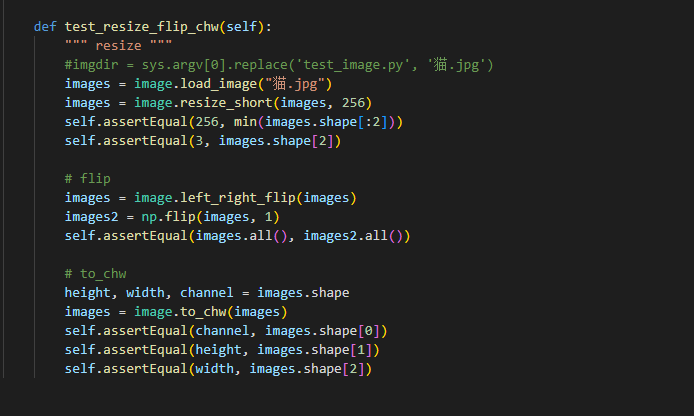 def test_resize_flip_chw(self):
""" resize """
#imgdir = sys.argv[0].replace('test_image.py', '猫.jpg')
images = image.load_image("猫.jpg")
images = image.resize_short(images, 256)
self.assertEqual(256, min(images.shape[:2]))
self.assertEqual(3, images.shape[2])
# flip
images = image.left_right_flip(images)
images2 = np.flip(images, 1)
self.assertEqual(images.all(), images2.all())
# to_chw
height, width, channel = images.shape
images = image.to_chw(images)
self.assertEqual(channel, images.shape[0])
self.assertEqual(height, images.shape[1])
self.assertEqual(width, images.shape[2])